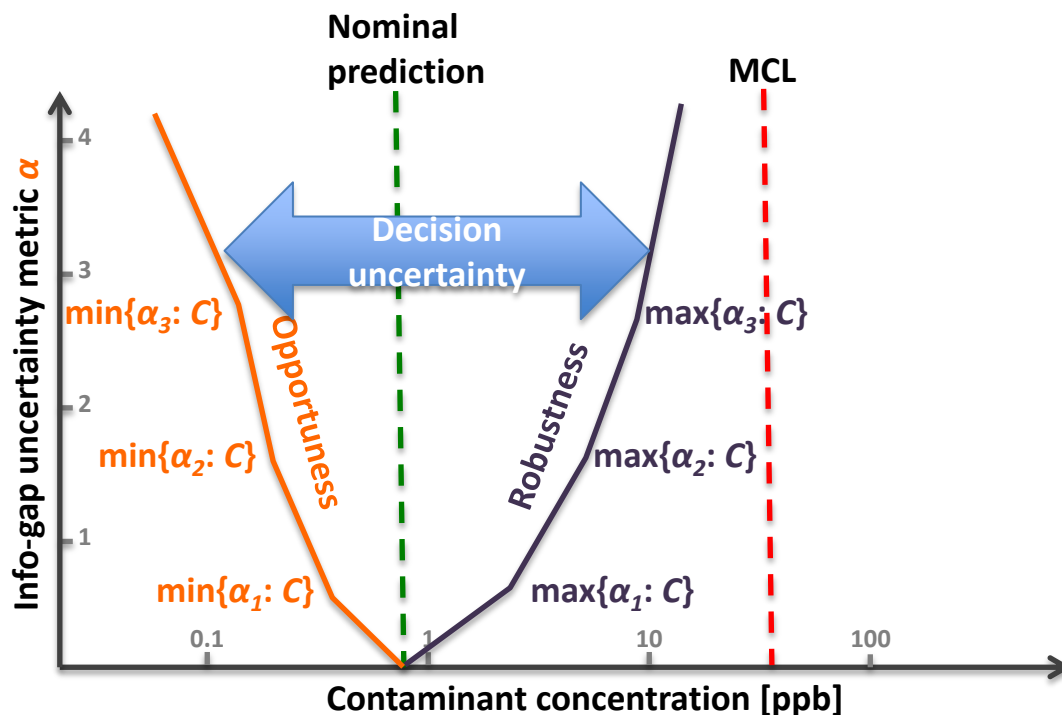 Nominal
prediction
MCL
Info-gap uncertainty metric α
4
3
2
1
Decision
uncertainty
min{α₃: C}
max{α₃: C}
Opportuness
Robustness
min{α₂: C}
max{α₂: C}
min{α₁: C}
max{α₁: C}
0.1
1
10
100
Contaminant concentration [ppb]